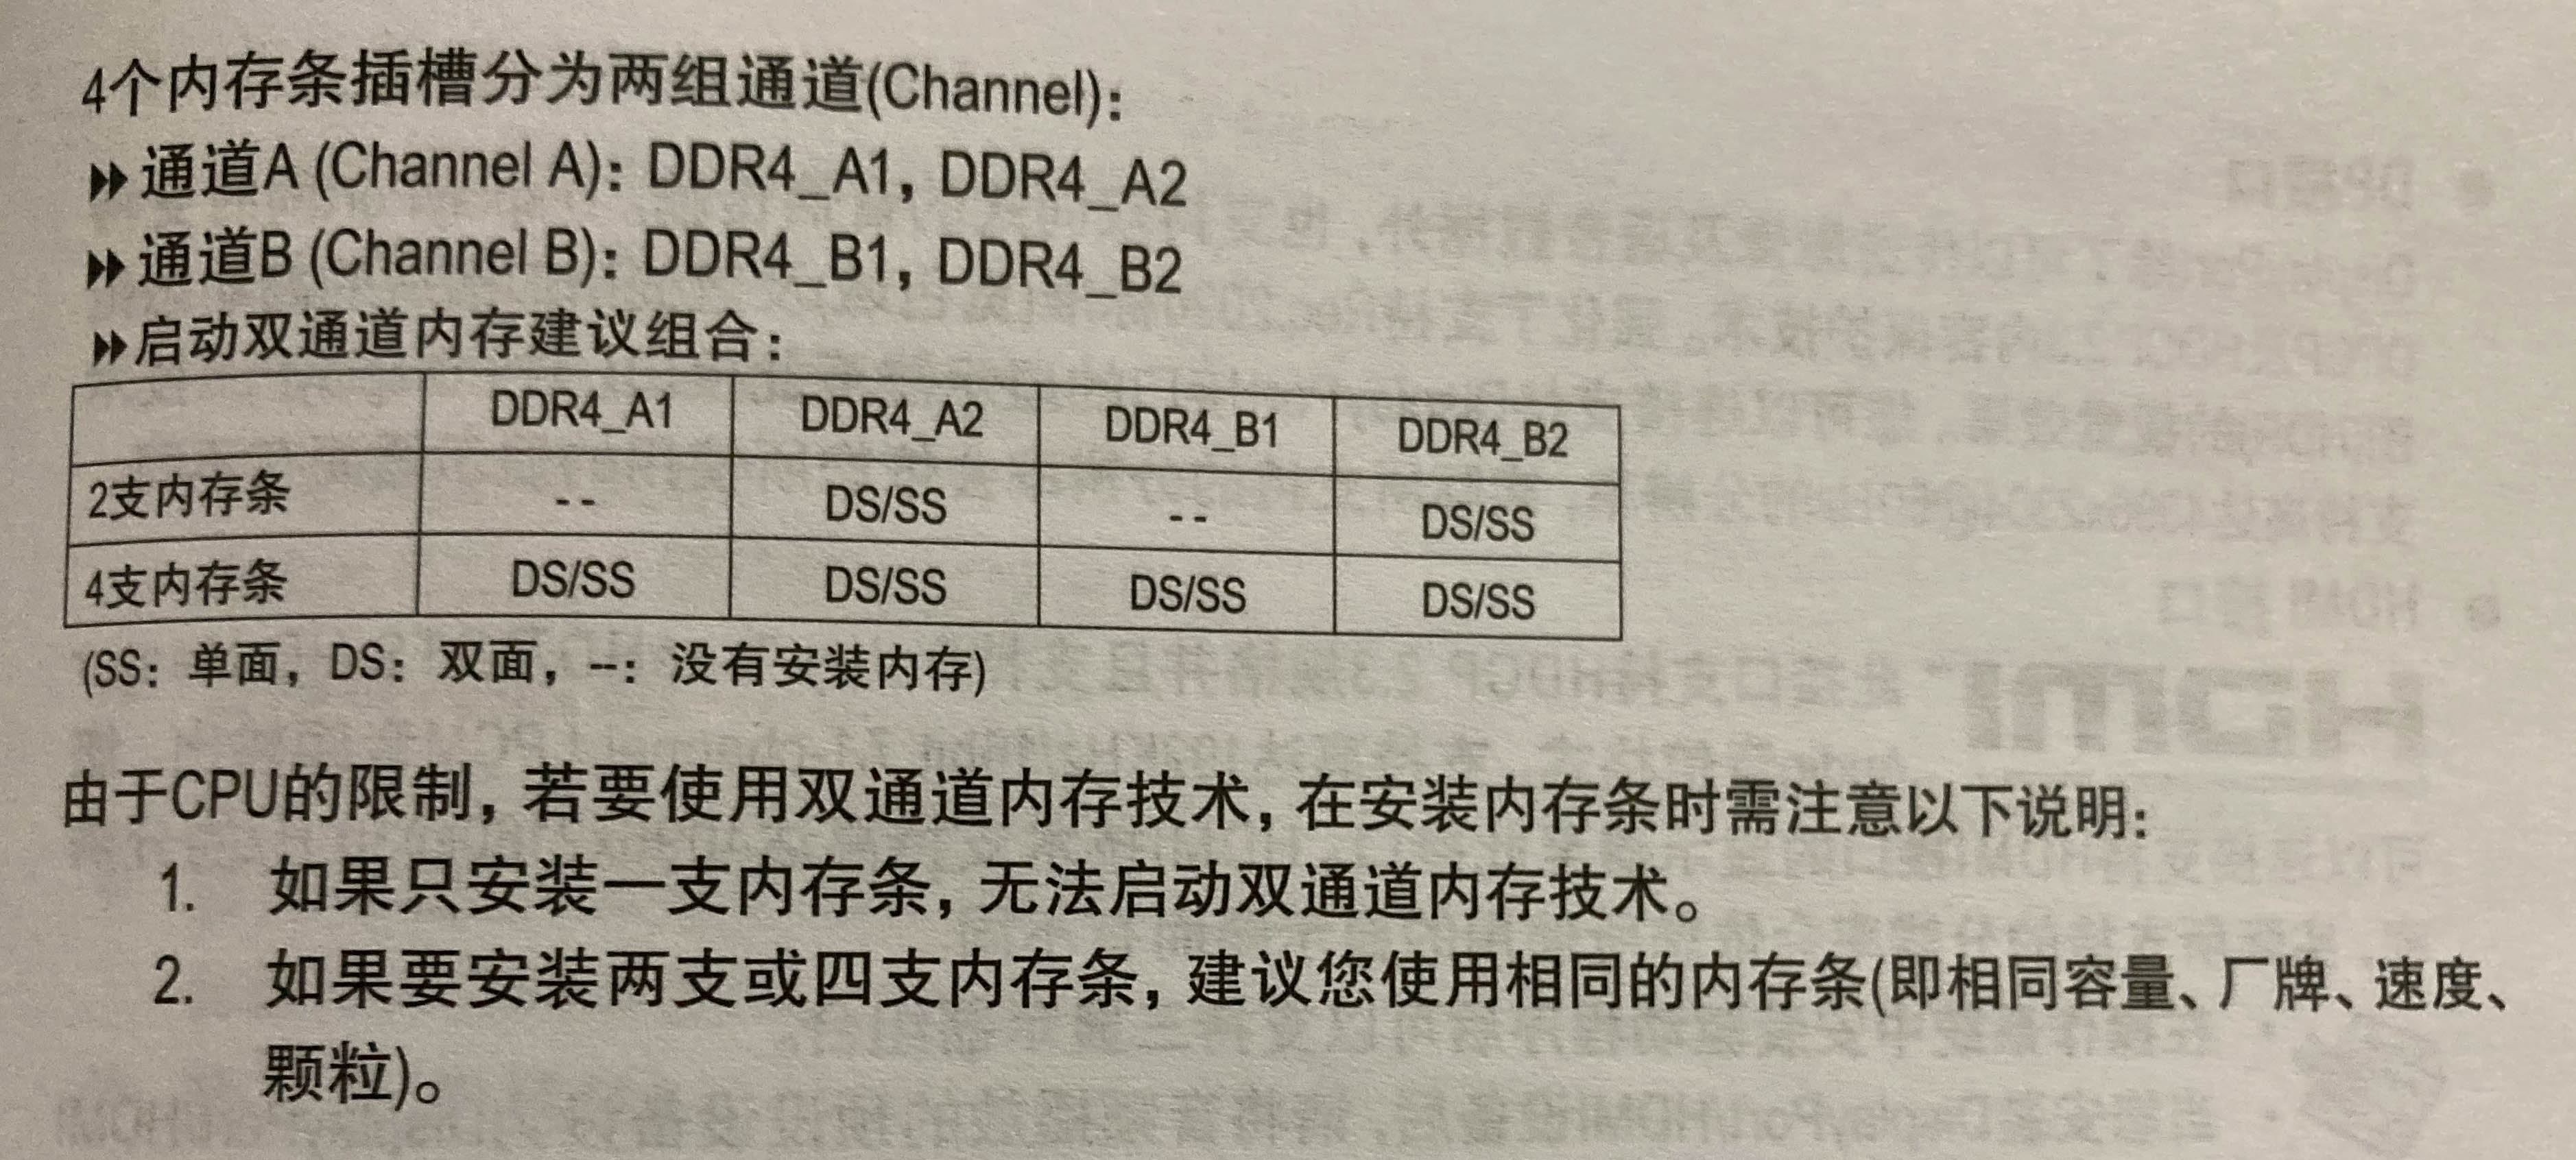 4个内存条插槽分为两组通道(Channel)：
通道A (Channel A)：DDR4_A1，DDR4_A2
通道B (Channel B)：DDR4_B1，DDR4_B2
启动双通道内存建议组合：
DDR4_A1 DDR4_A2 DDR4_B1 DDR4_B2
2支内存条 -- DS/SS -- DS/SS
4支内存条 DS/SS DS/SS DS/SS DS/SS
(SS：单面，DS：双面，--：没有安装内存)
由于CPU的限制，若要使用双通道内存技术，在安装内存条时需注意以下说明：
1. 如果只安装一支内存条，无法启动双通道内存技术。
2. 如果要安装两支或四支内存条，建议您使用相同的内存条(即相同容量、厂牌、速度、
颗粒)。